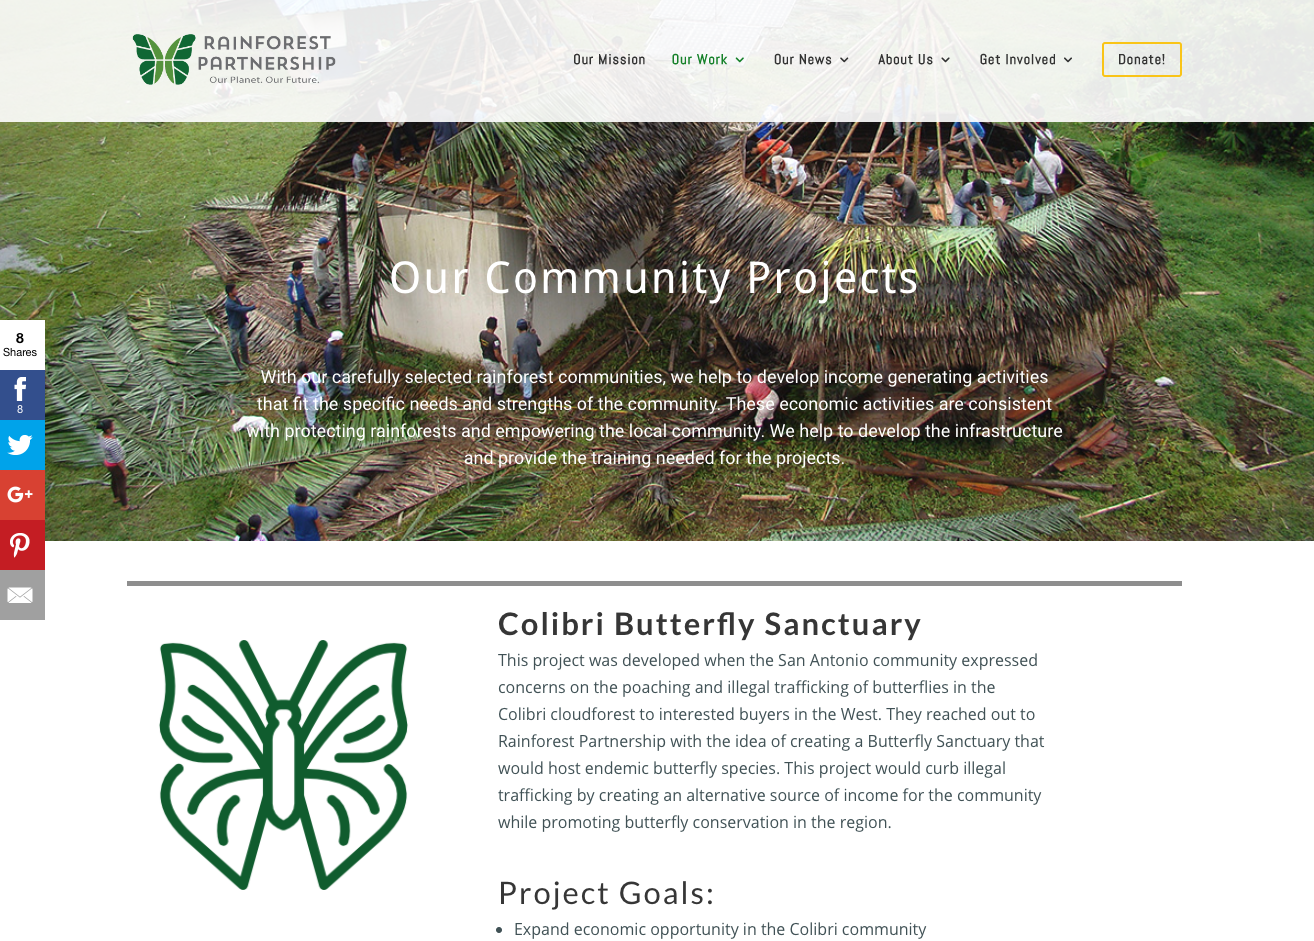 RAINFOREST
PARTNERSHIP
Our Planet. Our Future.
Our Mission
Our Work
Our News
About Us
Get Involved
Donate!
Our Community Projects
With our carefully selected rainforest communities, we help to develop income generating activities
that fit the specific needs and strengths of the community. These economic activities are consistent
with protecting rainforests and empowering the local community. We help to develop the infrastructure
and provide the training needed for the projects.
8
Shares
f
8
G+
Colibri Butterfly Sanctuary
This project was developed when the San Antonio community expressed
concerns on the poaching and illegal trafficking of butterflies in the
Colibri cloudforest to interested buyers in the West. They reached out to
Rainforest Partnership with the idea of creating a Butterfly Sanctuary that
would host endemic butterfly species. This project would curb illegal
trafficking by creating an alternative source of income for the community
while promoting butterfly conservation in the region.
Project Goals:
• Expand economic opportunity in the Colibri community